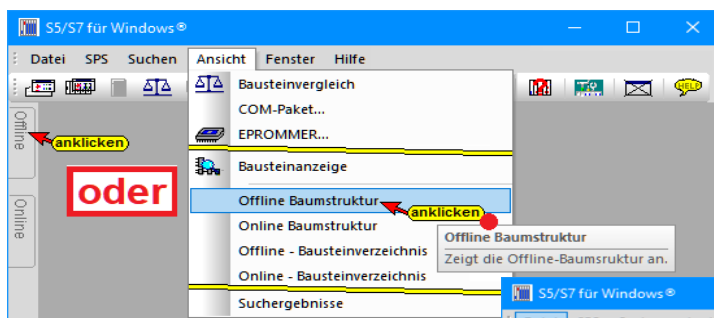 S5/S7 für Windows®
Datei SPS Suchen Ansicht Fenster Hilfe
Bausteinvergleich
COM-Paket...
EPROMMER...
Bausteinanzeige
Offline Baumstruktur
Online Baumstruktur
Offline - Bausteinverzeichnis
Online - Bausteinverzeichnis
Suchergebnisse
HELP
Offline
anklicken
oder
Online
anklicken
Offline Baumstruktur
Zeigt die Offline-Baumsruktur an.
S5/S7 für Windows®